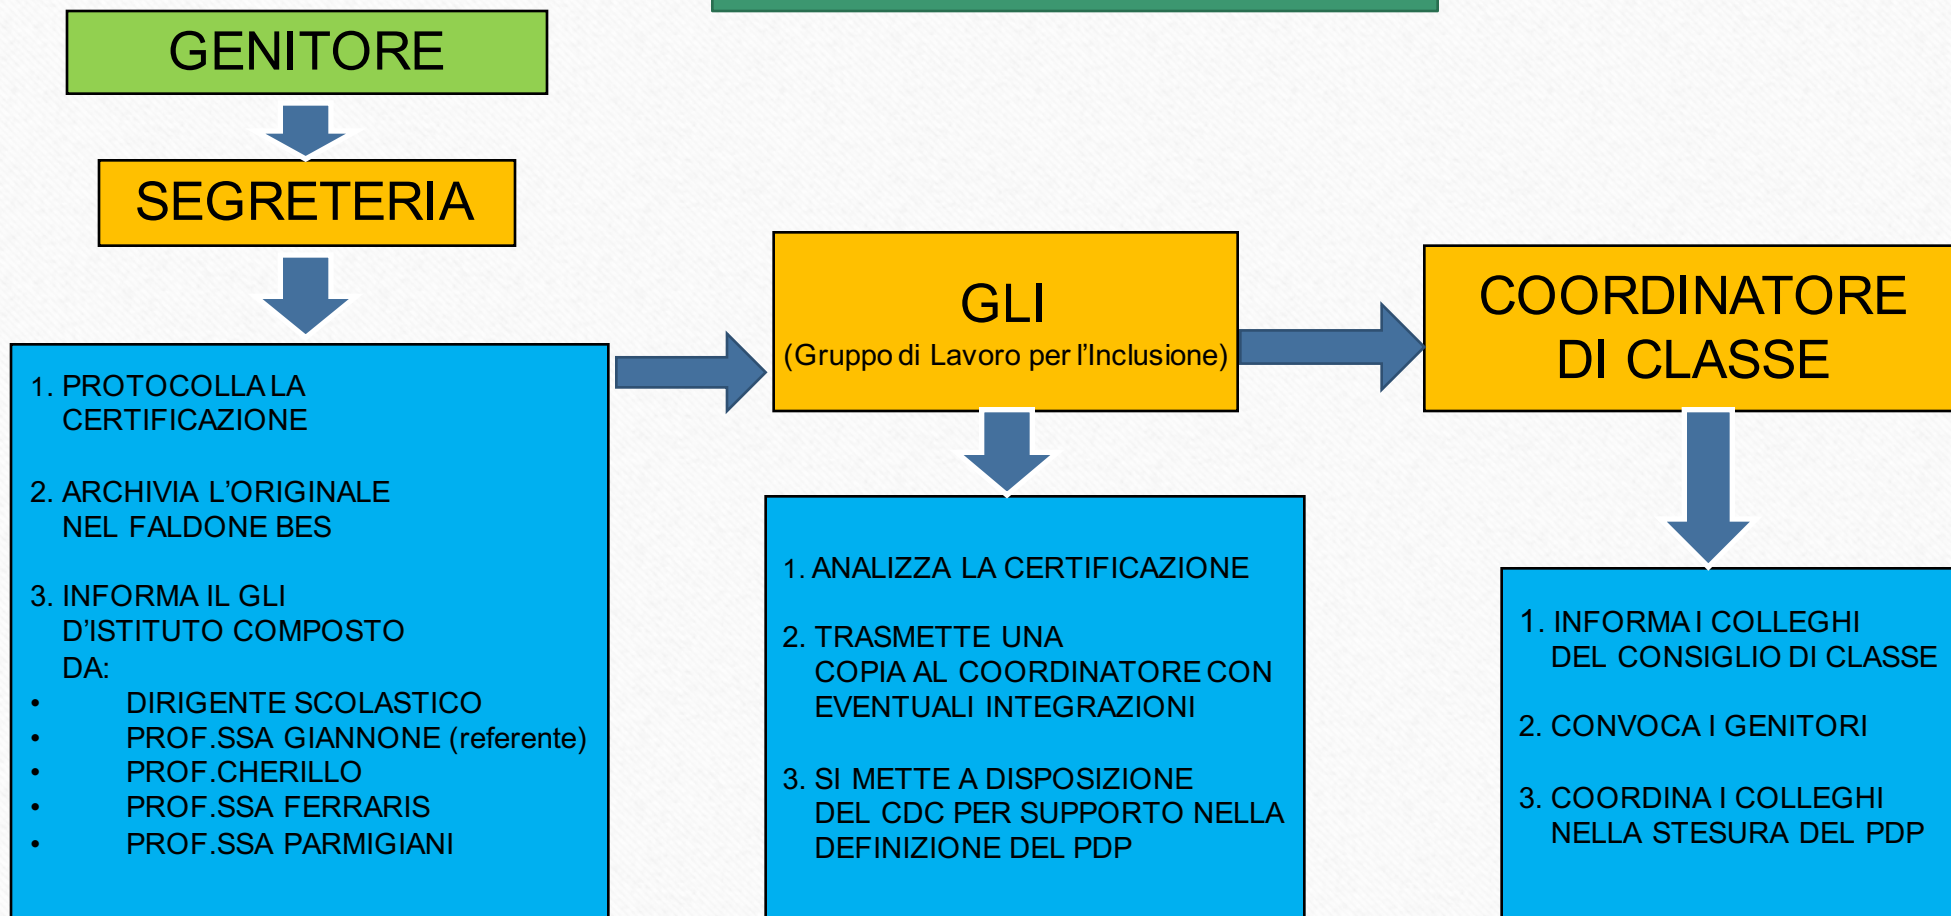 GENITORE
SEGRETERIA
1. PROTOCOLLA LA
CERTIFICAZIONE
2. ARCHIVIA L'ORIGINALE
NEL FALDONE BES
3. INFORMA IL GLI
D'ISTITUTO COMPOSTO
DA:
• DIRIGENTE SCOLASTICO
• PROF.SSA GIANNONE (referente)
• PROF.CHERILLO
• PROF.SSA FERRARIS
• PROF.SSA PARMIGIANI
GLI
(Gruppo di Lavoro per l'Inclusione)
1. ANALIZZA LA CERTIFICAZIONE
2. TRASMETTE UNA
COPIA AL COORDINATORE CON
EVENTUALI INTEGRAZIONI
3. SI METTE A DISPOSIZIONE
DEL CDC PER SUPPORTO NELLA
DEFINIZIONE DEL PDP
COORDINATORE
DI CLASSE
1. INFORMA I COLLEGHI
DEL CONSIGLIO DI CLASSE
2. CONVOCA I GENITORI
3. COORDINA I COLLEGHI
NELLA STESURA DEL PDP